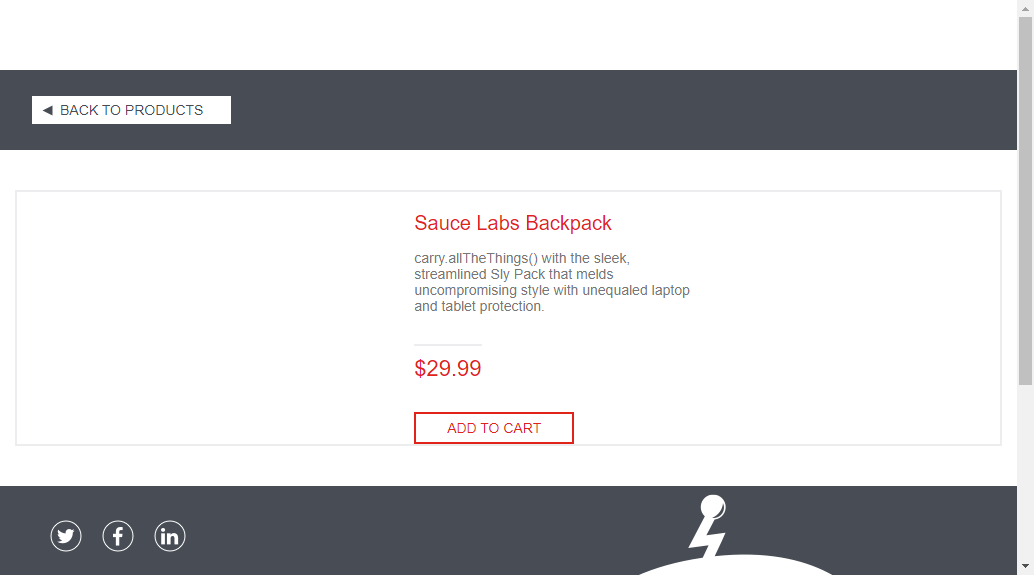 BACK TO PRODUCTS
Sauce Labs Backpack
carry.allTheThings() with the sleek,
streamlined Sly Pack that melds
uncompromising style with unequaled laptop
and tablet protection.
$29.99
ADD TO CART